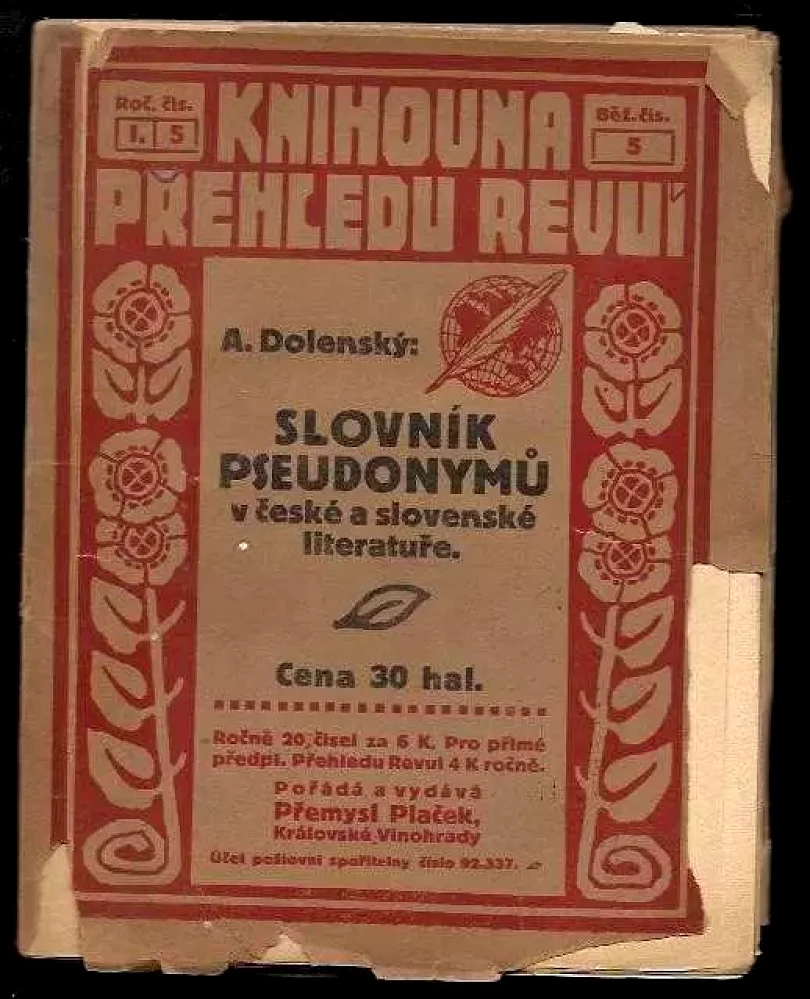 Roč. čís.
I. 5
KNIHOVNA
Běž. čís.
5
PŘEHLEDU REVUÍ
A. Dolenský:
SLOVNÍK
PSEUDONYMŮ
v české a slovenské
literatuře.
Cena 30 hal.
Ročně 20 čísel za 6 K. Pro přímé
předpl. Přehledu Revuí 4 K ročně.
Pořádá a vydává
Přemysl Plaček,
Královské Vinohrady
Účet poštovní spořitelny číslo 92.337.